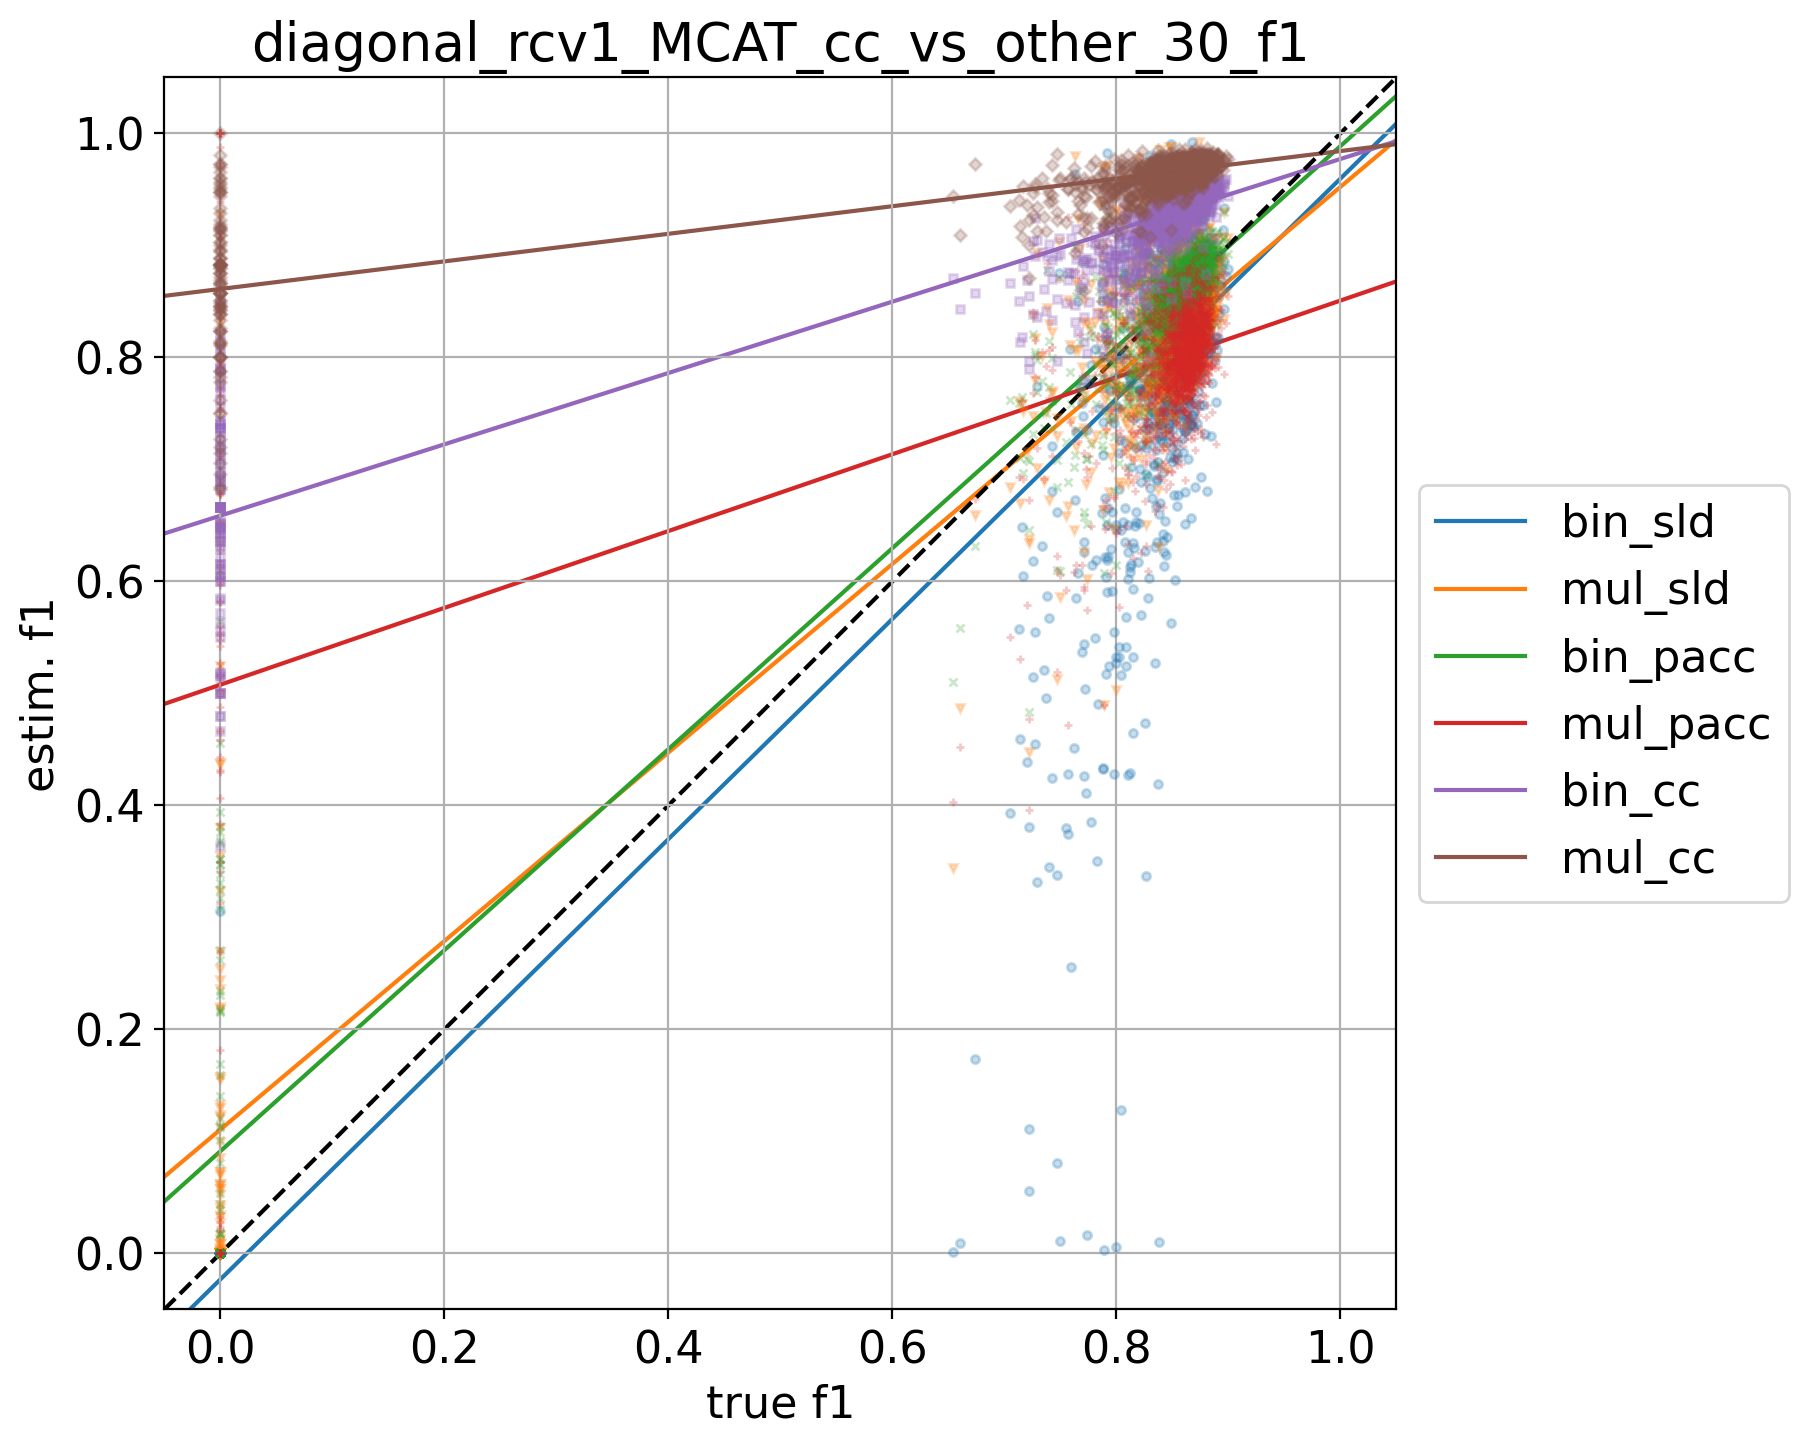 diagonal_rcv1_MCAT_cc_vs_other_30_f1
1.0
0.8
0.6
0.4
0.2
0.0
estim. f1
0.0 0.2 0.4 0.6 0.8 1.0
true f1
bin_sld
mul_sld
bin_pacc
mul_pacc
bin_cc
mul_cc